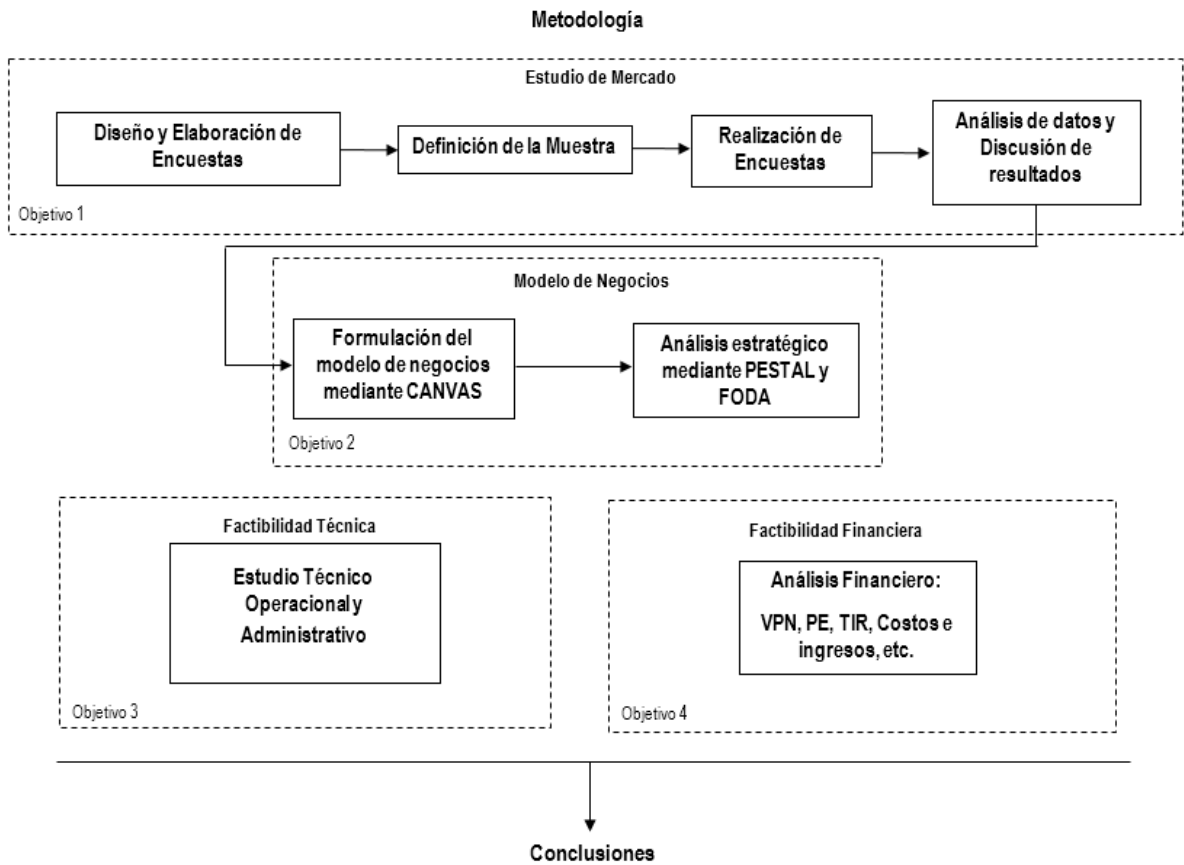 Metodología
Estudio de Mercado
Diseño y Elaboración de
Encuestas
Definición de la Muestra
Realización de
Encuestas
Análisis de datos y
Discusión de
resultados
Objetivo 1
Modelo de Negocios
Formulación del
modelo de negocios
mediante CANVAS
Análisis estratégico
mediante PESTAL y
FODA
Objetivo 2
Factibilidad Técnica
Estudio Técnico
Operacional y
Administrativo
Objetivo 3
Factibilidad Financiera
Análisis Financiero:
VPN, PE, TIR, Costos e
ingresos, etc.
Objetivo 4
Conclusiones